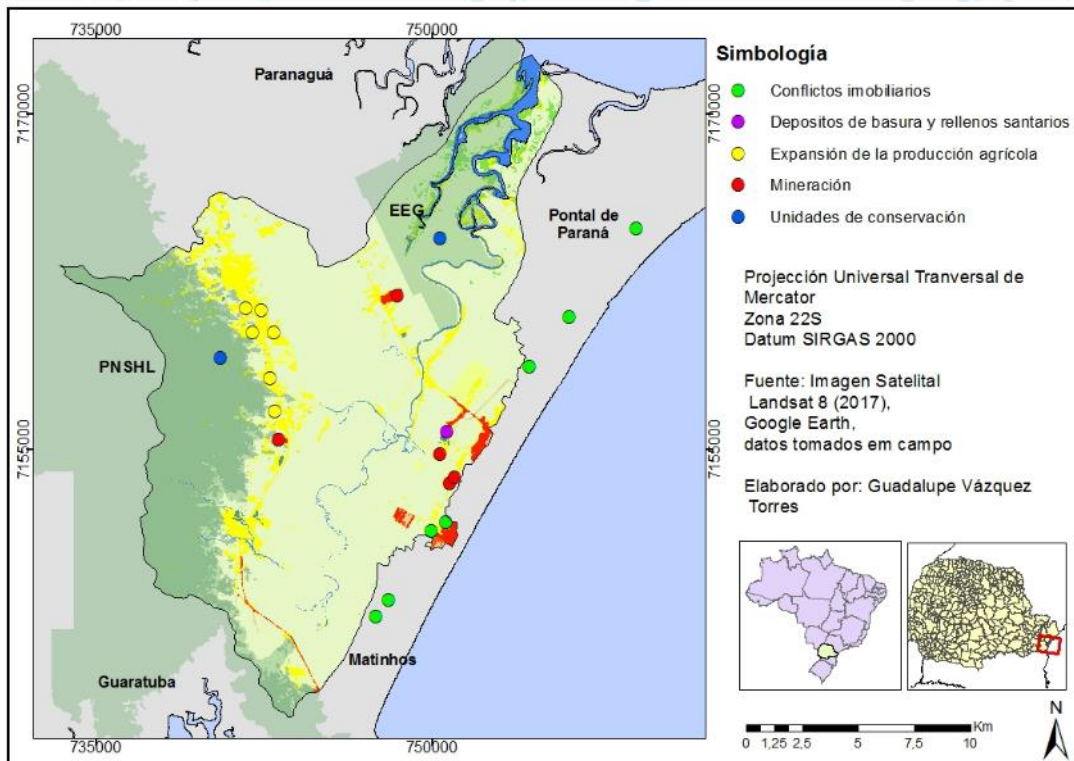 735000
750000
Simbología
Paranaguá
Conflictos imobiliarios
7170000
7170000
Depositos de basura y rellenos santarios
Expansión de la producción agrícola
Mineración
EEG
Pontal de
Paraná
Unidades de conservación
Projección Universal Tranversal de
Mercator
Zona 22S
Datum SIRGAS 2000
PNSHL
Fuente: Imagen Satelital
Landsat 8 (2017),
Google Earth,
datos tomados em campo
7155000
7155000
Elaborado por: Guadalupe Vázquez
Torres
Matinhos
Guaratuba
N
Km
0 1,25 2,5 5 7,5 10
735000
750000